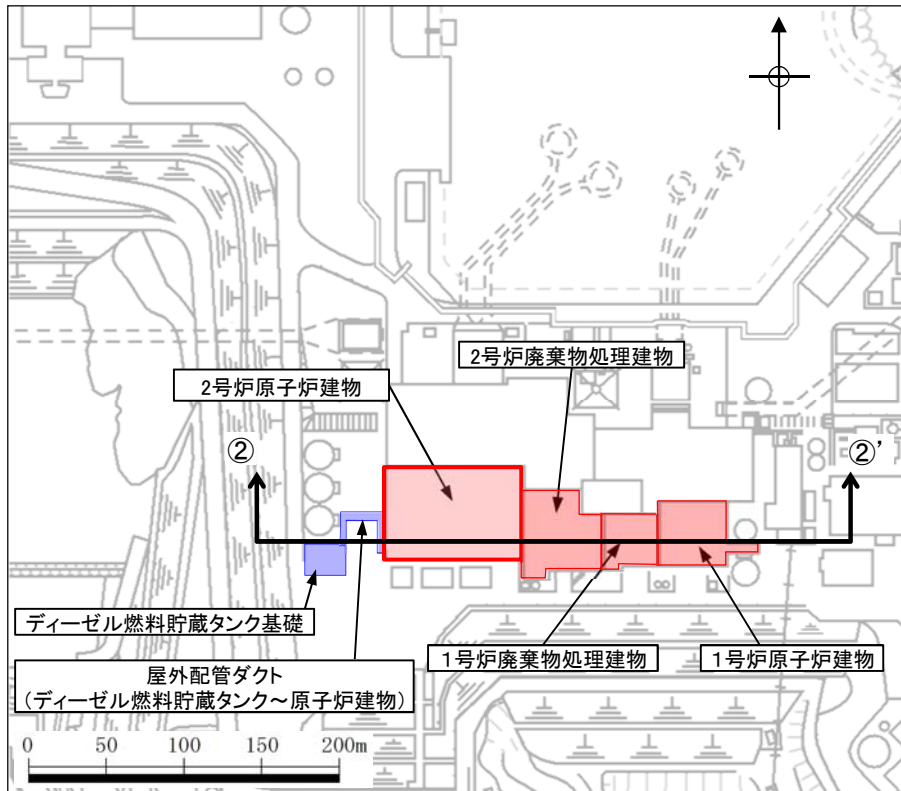 2号炉廃棄物処理建物
2号炉原子炉建物
②
②’
ディーゼル燃料貯蔵タンク基礎
1号炉廃棄物処理建物
1号炉原子炉建物
屋外配管ダクト
(ディーゼル燃料貯蔵タンク~原子炉建物)
0 50 100 150 200m